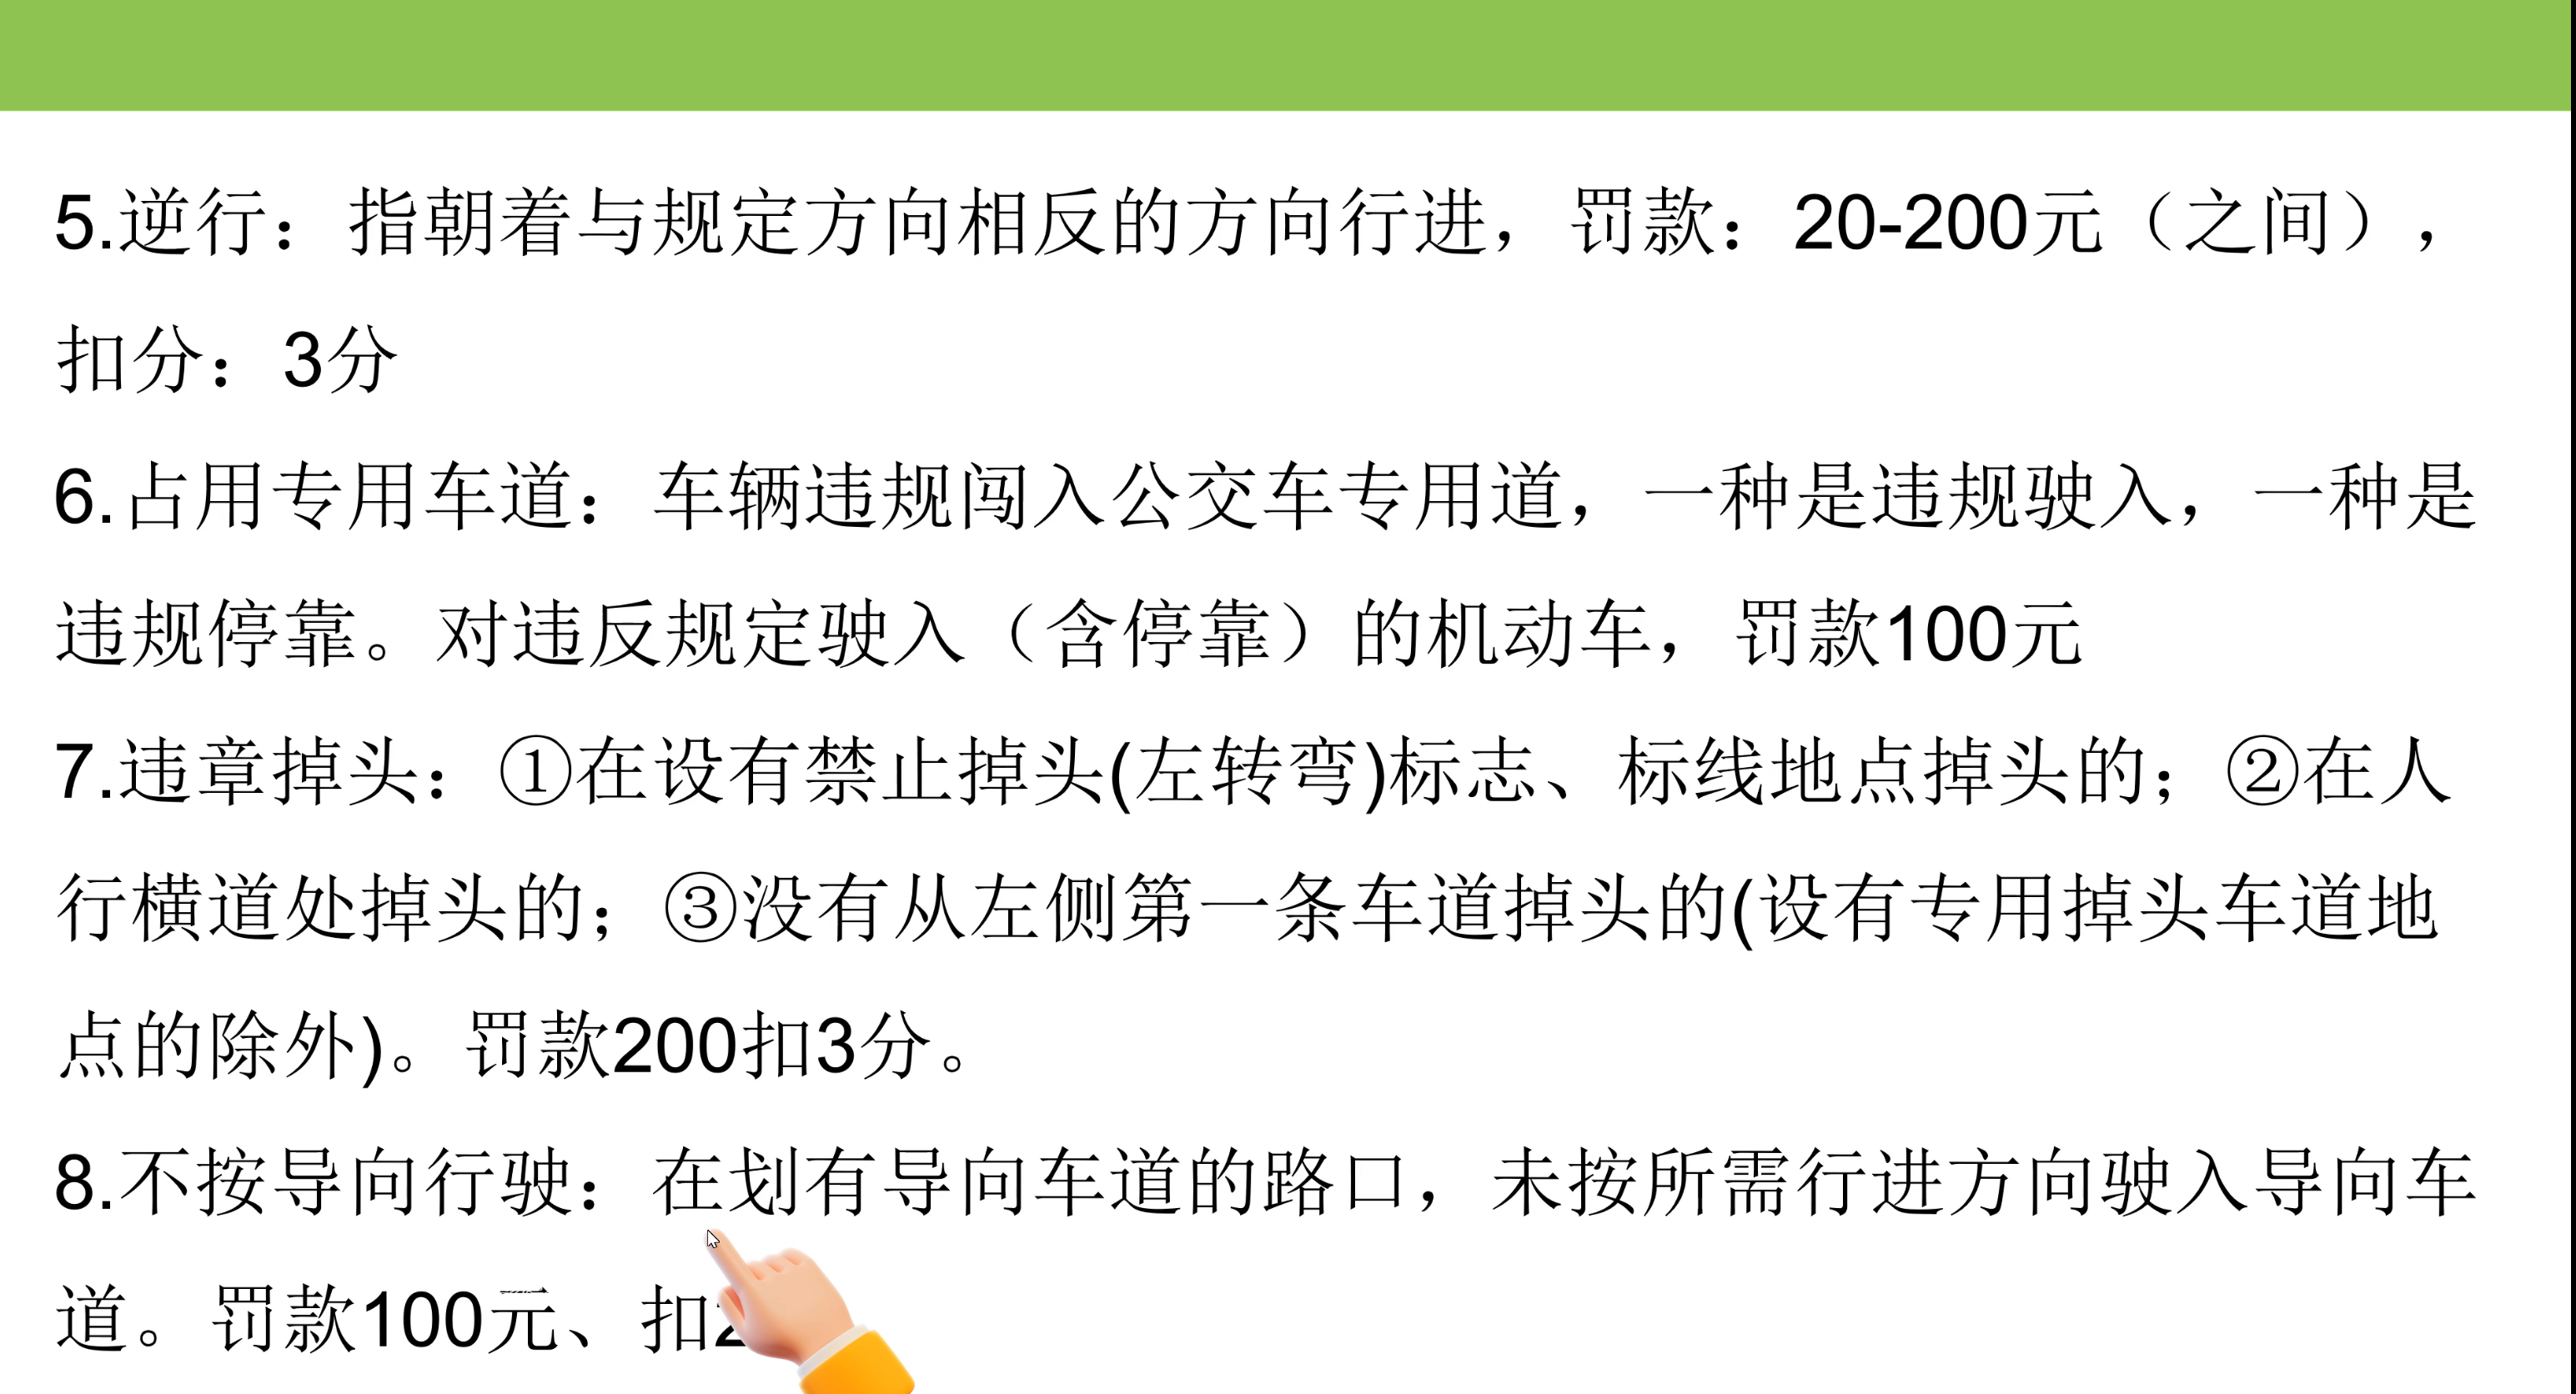 5.逆行：指朝着与规定方向相反的方向行进，罚款：20-200元（之间），
扣分：3分
6.占用专用车道：车辆违规闯入公交车专用道，一种是违规驶入，一种是
违规停靠。对违反规定驶入（含停靠）的机动车，罚款100元
7.违章掉头：①在设有禁止掉头(左转弯)标志、标线地点掉头的；②在人
行横道处掉头的；③没有从左侧第一条车道掉头的(设有专用掉头车道地
点的除外)。罚款200扣3分。
8.不按导向行驶：在划有导向车道的路口，未按所需行进方向驶入导向车
道。罚款100元、扣